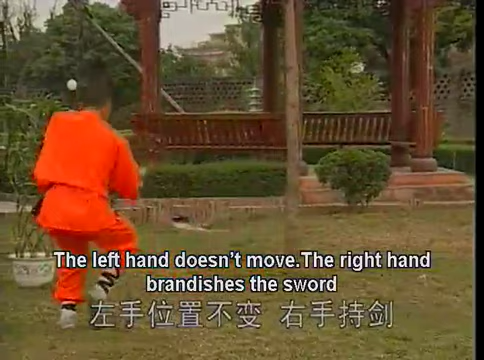 The left hand doesn't move.The right hand
brandishes the sword
左手位置不变 右手持剑